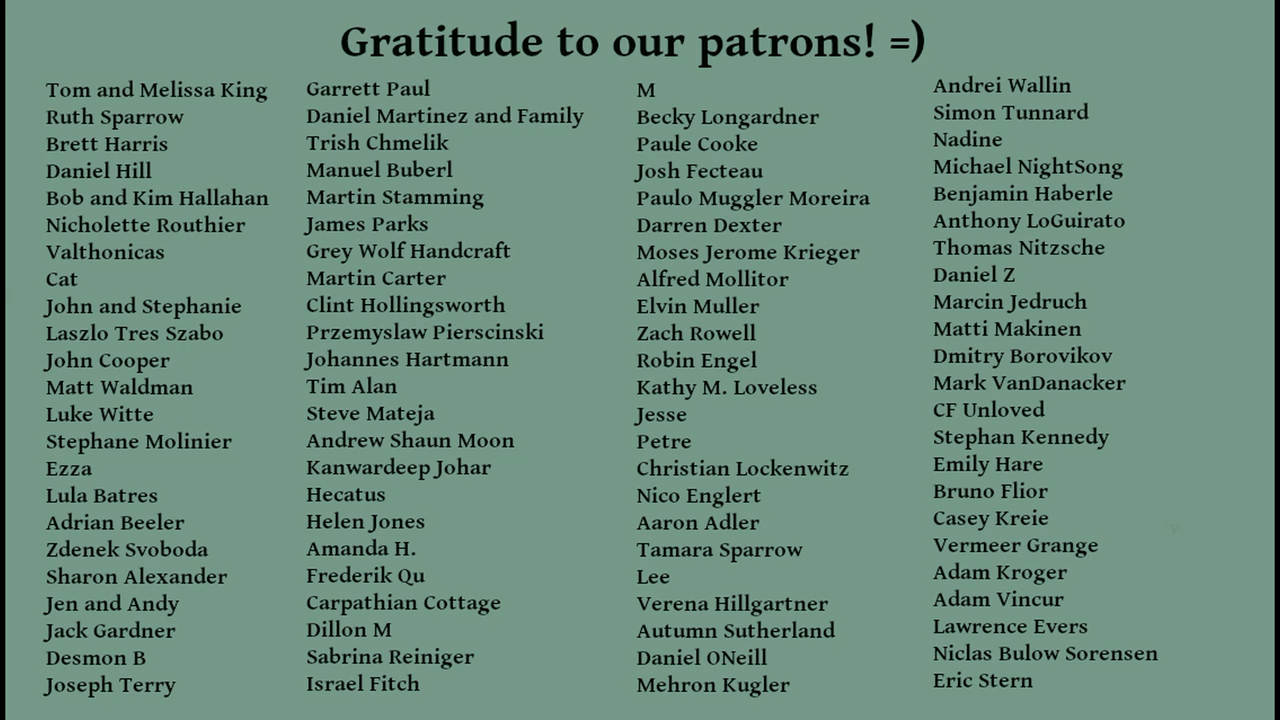 Gratitude to our patrons! =)
Tom and Melissa King
Ruth Sparrow
Brett Harris
Daniel Hill
Bob and Kim Hallahan
Nicholette Routhier
Valthonicas
Cat
John and Stephanie
Laszlo Tres Szabo
John Cooper
Matt Waldman
Luke Witte
Stephane Molinier
Ezza
Lula Batres
Adrian Beeler
Zdenek Svoboda
Sharon Alexander
Jen and Andy
Jack Gardner
Desmon B
Joseph Terry
Garrett Paul
Daniel Martinez and Family
Trish Chmelik
Manuel Buberl
Martin Stamming
James Parks
Grey Wolf Handcraft
Martin Carter
Clint Hollingsworth
Przemyslaw Pierscinski
Johannes Hartmann
Tim Alan
Steve Mateja
Andrew Shaun Moon
Kanwardeep Johar
Hecatus
Helen Jones
Amanda H.
Frederik Qu
Carpathian Cottage
Dillon M
Sabrina Reiniger
Israel Fitch
M
Becky Longardner
Paule Cooke
Josh Fecteau
Paulo Muggler Moreira
Darren Dexter
Moses Jerome Krieger
Alfred Mollitor
Elvin Muller
Zach Rowell
Robin Engel
Kathy M. Loveless
Jesse
Petre
Christian Lockenwitz
Nico Englert
Aaron Adler
Tamara Sparrow
Lee
Verena Hillgartner
Autumn Sutherland
Daniel ONeill
Mehron Kugler
Andrei Wallin
Simon Tunnard
Nadine
Michael NightSong
Benjamin Haberle
Anthony LoGuirato
Thomas Nitzsche
Daniel Z
Marcin Jedruch
Matti Makinen
Dmitry Borovikov
Mark VanDanacker
CF Unloved
Stephan Kennedy
Emily Hare
Bruno Flior
Casey Kreie
Vermeer Grange
Adam Kroger
Adam Vincur
Lawrence Evers
Niclas Bulow Sorensen
Eric Stern